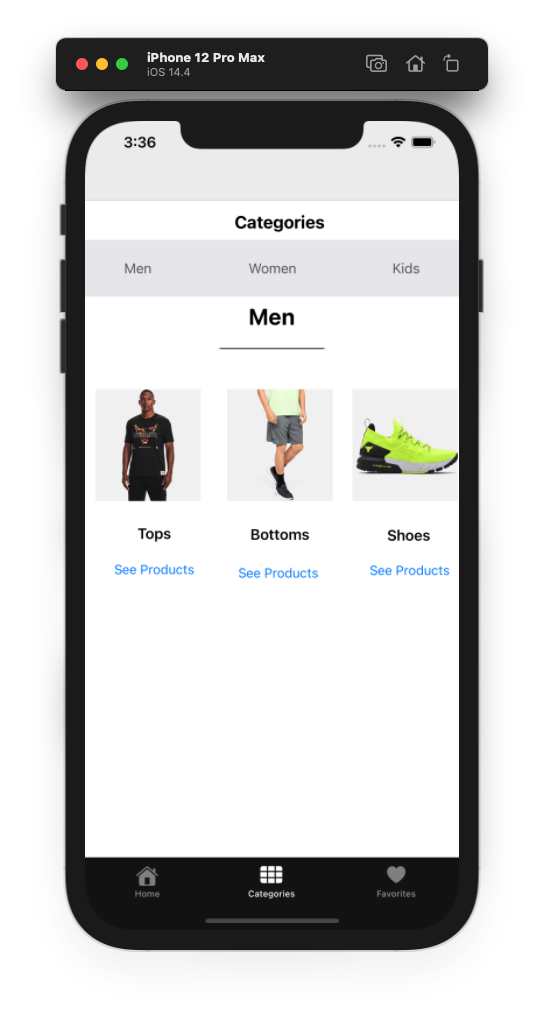 iPhone 12 Pro Max
iOS 14.4
3:36
Categories
Men Women Kids
Men
Tops Bottoms Shoes
See Products See Products See Products
Home Categories Favorites